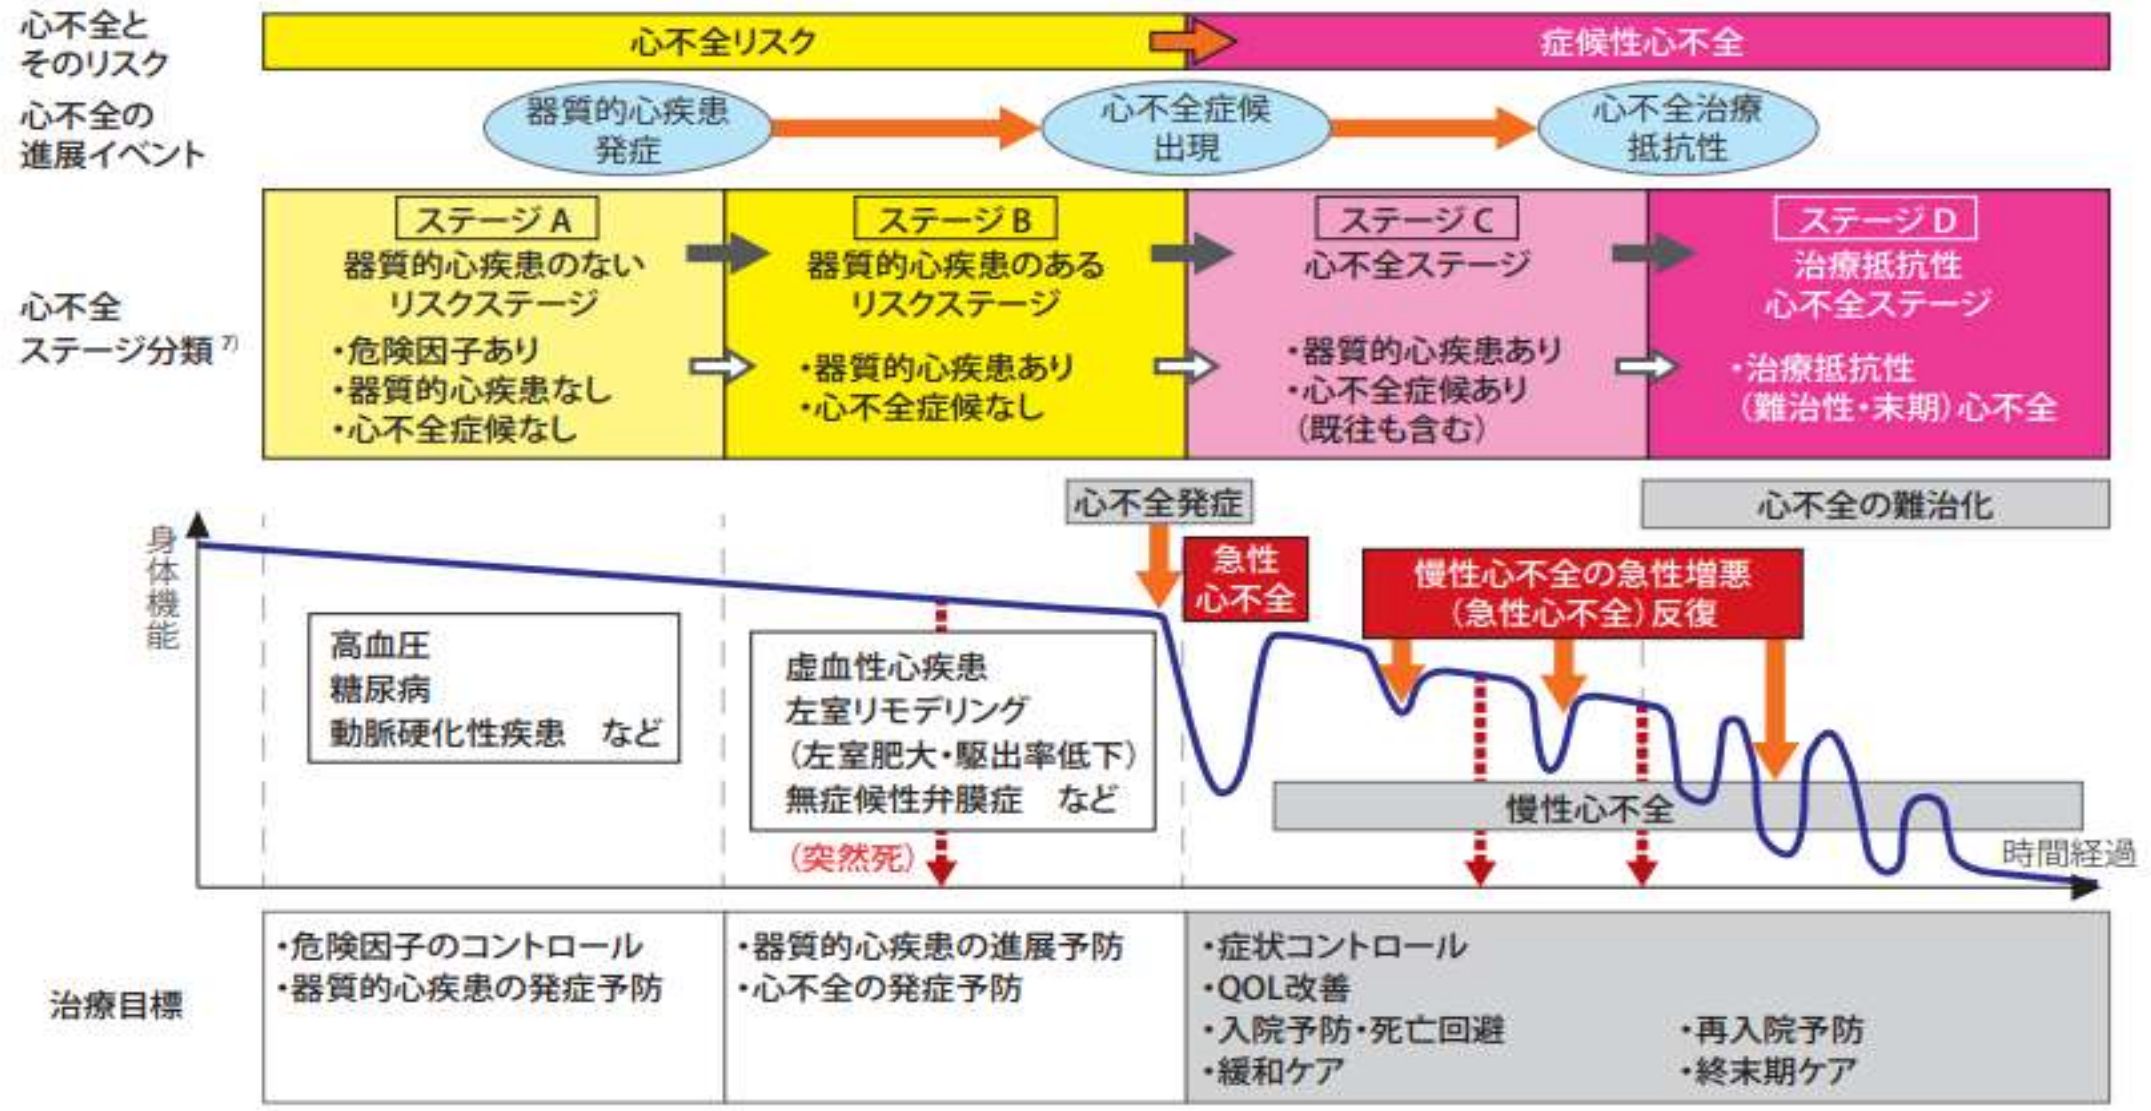 心不全と
そのリスク
心不全リスク
症候性心不全
心不全の
進展イベント
器質的心疾患
発症
心不全症候
出現
心不全治療
抵抗性
心不全
ステージ分類 7)
ステージ A
器質的心疾患のない
リスクステージ
・危険因子あり
・器質的心疾患なし
・心不全症候なし
ステージ B
器質的心疾患のある
リスクステージ
・器質的心疾患あり
・心不全症候なし
ステージ C
心不全ステージ
・器質的心疾患あり
・心不全症候あり
（既往も含む）
ステージ D
治療抵抗性
心不全ステージ
・治療抵抗性
（難治性・末期）心不全
心不全発症
心不全の難治化
身体機能
急性
心不全
慢性心不全の急性増悪
（急性心不全）反復
高血圧
糖尿病
動脈硬化性疾患　など
虚血性心疾患
左室リモデリング
（左室肥大・駆出率低下）
無症候性弁膜症　など
（突然死）
慢性心不全
時間経過
治療目標
・危険因子のコントロール
・器質的心疾患の発症予防
・器質的心疾患の進展予防
・心不全の発症予防
・症状コントロール
・QOL改善
・入院予防・死亡回避
・緩和ケア
・再入院予防
・終末期ケア